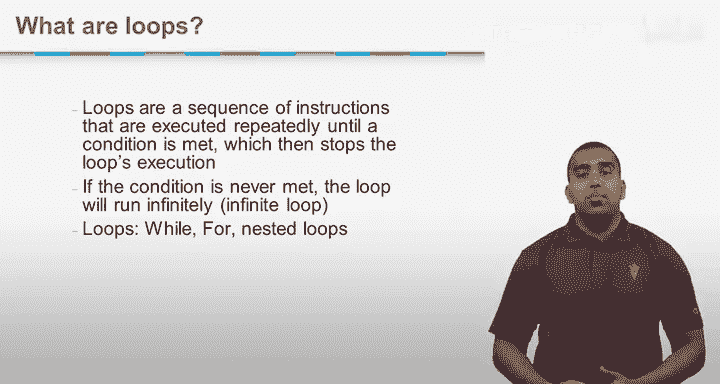 What are loops?
– Loops are a sequence of instructions
that are executed repeatedly until a
condition is met, which then stops the
loop's execution
– If the condition is never met, the loop
will run infinitely (infinite loop)
– Loops: While, For, nested loops